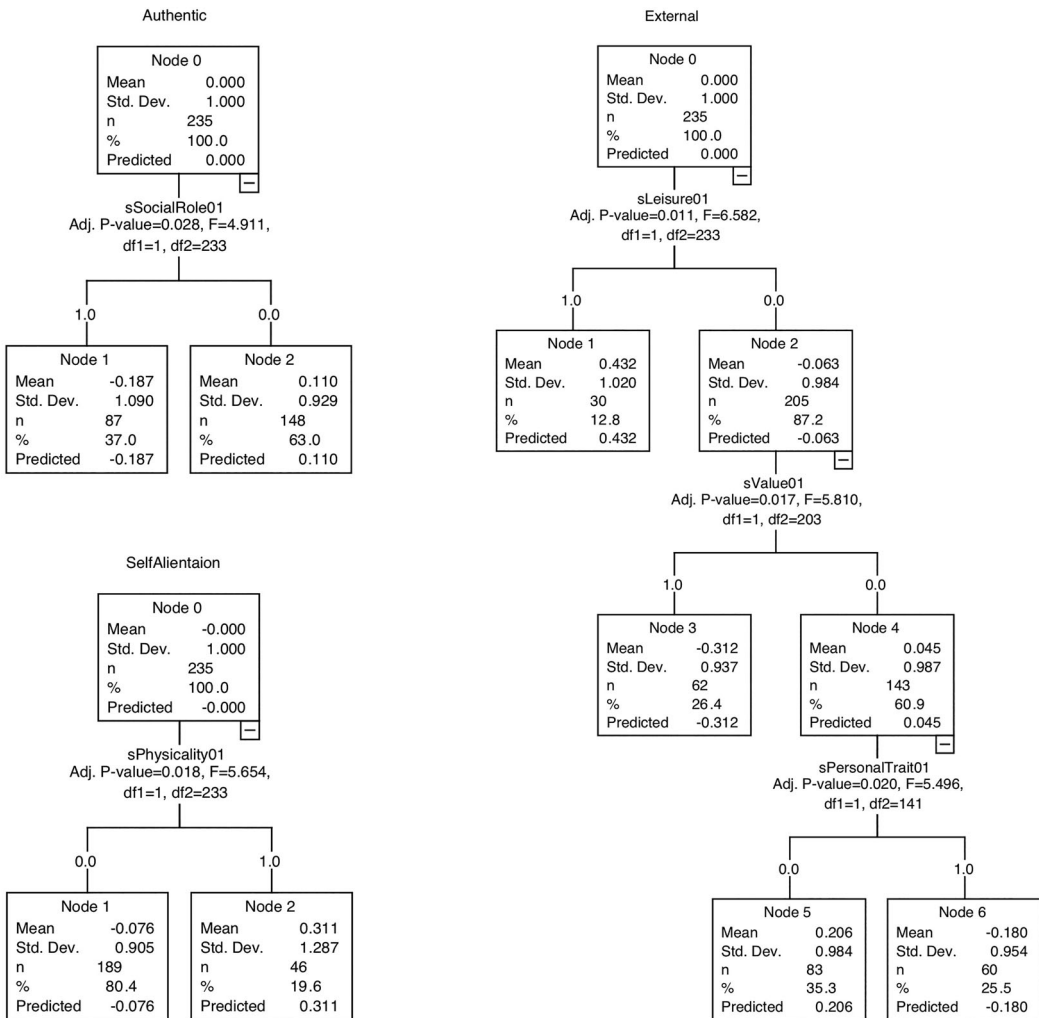 Authentic
Node 0
Mean 0.000
Std. Dev. 1.000
n 235
% 100.0
Predicted 0.000
sSocialRole01
Adj. P-value=0.028, F=4.911,
df1=1, df2=233
1.0
0.0
Node 1
Mean -0.187
Std. Dev. 1.090
n 87
% 37.0
Predicted -0.187
Node 2
Mean 0.110
Std. Dev. 0.929
n 148
% 63.0
Predicted 0.110
SelfAlientaion
Node 0
Mean -0.000
Std. Dev. 1.000
n 235
% 100.0
Predicted -0.000
sPhysicality01
Adj. P-value=0.018, F=5.654,
df1=1, df2=233
0.0
1.0
Node 1
Mean -0.076
Std. Dev. 0.905
n 189
% 80.4
Predicted -0.076
Node 2
Mean 0.311
Std. Dev. 1.287
n 46
% 19.6
Predicted 0.311
External
Node 0
Mean 0.000
Std. Dev. 1.000
n 235
% 100.0
Predicted 0.000
sLeisure01
Adj. P-value=0.011, F=6.582,
df1=1, df2=233
1.0
0.0
Node 1
Mean 0.432
Std. Dev. 1.020
n 30
% 12.8
Predicted 0.432
Node 2
Mean -0.063
Std. Dev. 0.984
n 205
% 87.2
Predicted -0.063
sValue01
Adj. P-value=0.017, F=5.810,
df1=1, df2=203
1.0
0.0
Node 3
Mean -0.312
Std. Dev. 0.937
n 62
% 26.4
Predicted -0.312
Node 4
Mean 0.045
Std. Dev. 0.987
n 143
% 60.9
Predicted 0.045
sPersonalTrait01
Adj. P-value=0.020, F=5.496,
df1=1, df2=141
0.0
1.0
Node 5
Mean 0.206
Std. Dev. 0.984
n 83
% 35.3
Predicted 0.206
Node 6
Mean -0.180
Std. Dev. 0.954
n 60
% 25.5
Predicted -0.180